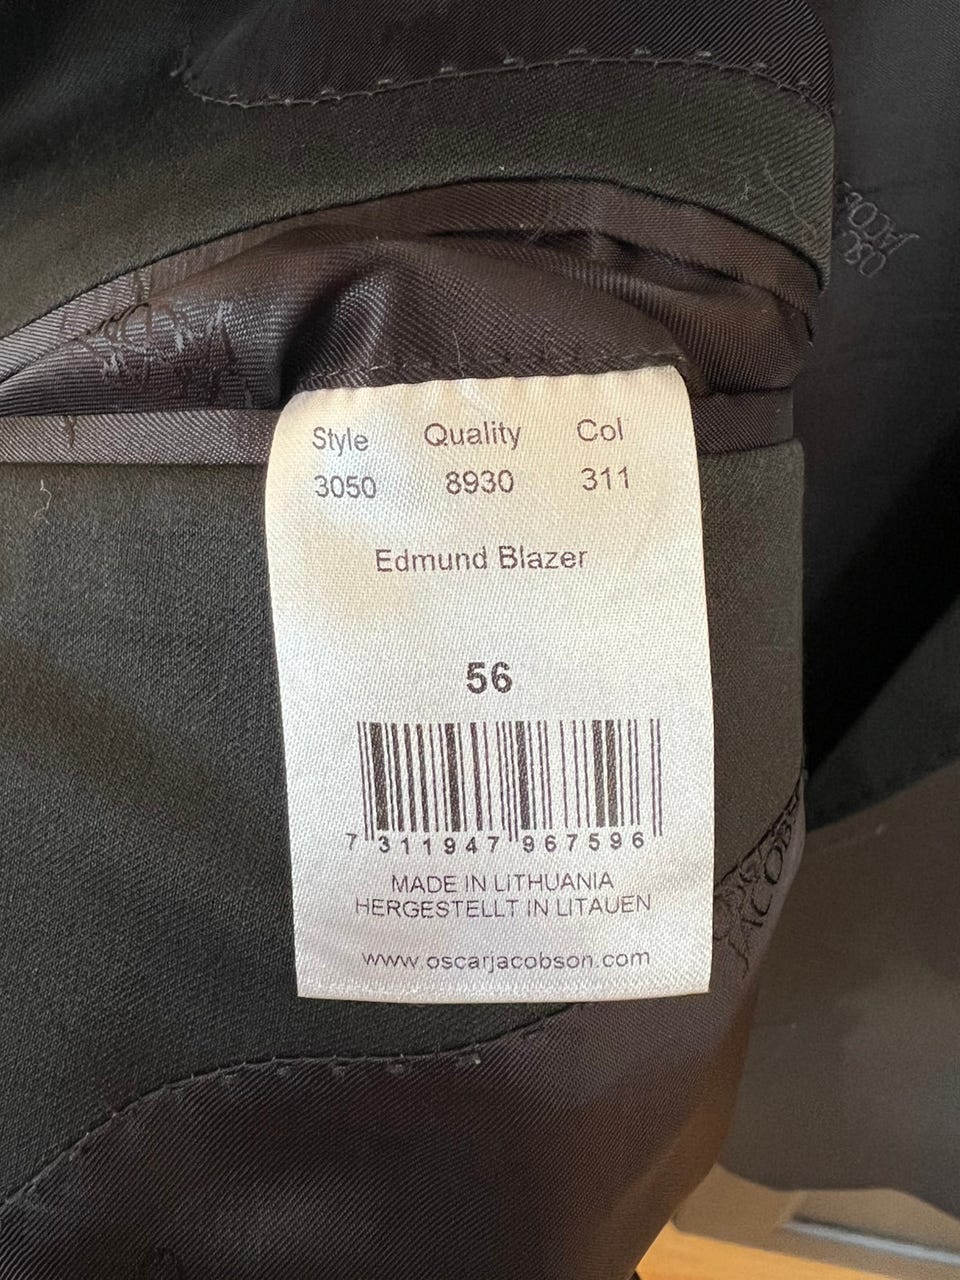 Style Quality Col
3050 8930 311
Edmund Blazer
56
7 311947 967596
MADE IN LITHUANIA
HERGESTELLT IN LITAUEN
www.oscarjacobson.com